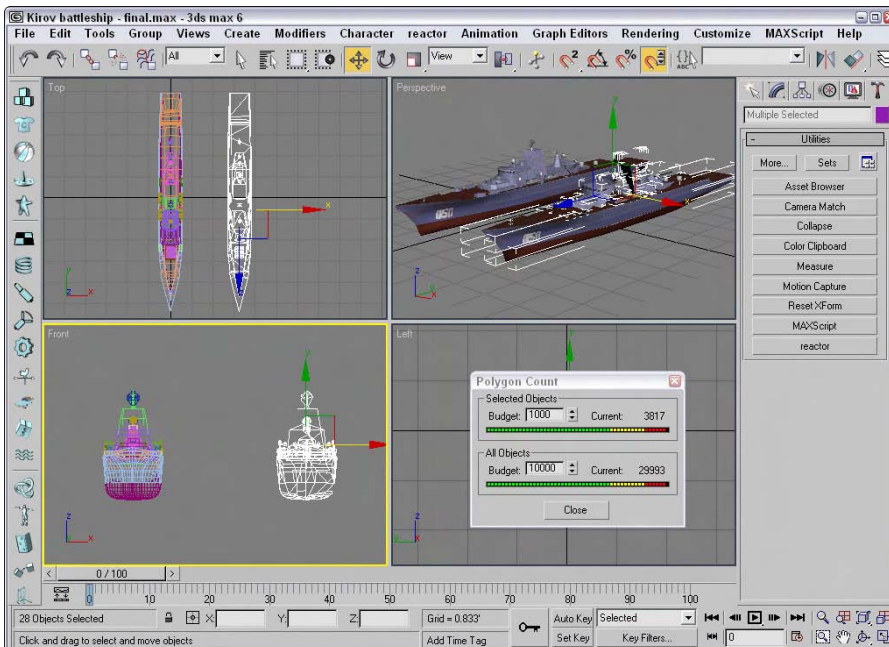 Kirov battleship - final.max - 3ds max 6
File Edit Tools Group Views Create Modifiers Character reactor Animation Graph Editors Rendering Customize MAXScript Help
All
View
Top
Perspective
Front
Left
Multiple Selected
- Utilities
More... Sets
Asset Browser
Camera Match
Collapse
Color Clipboard
Measure
Motion Capture
Reset XForm
MAXScript
reactor
Polygon Count
Selected Objects
Budget: 1000 Current: 3817
All Objects
Budget: 10000 Current: 29993
Close
0 / 100
0 10 20 30 40 50 60 70 80 90 100
28 Objects Selected X: Y: Z: Grid = 0.833' Auto Key Selected
Click and drag to select and move objects Add Time Tag Set Key Key Filters... 0